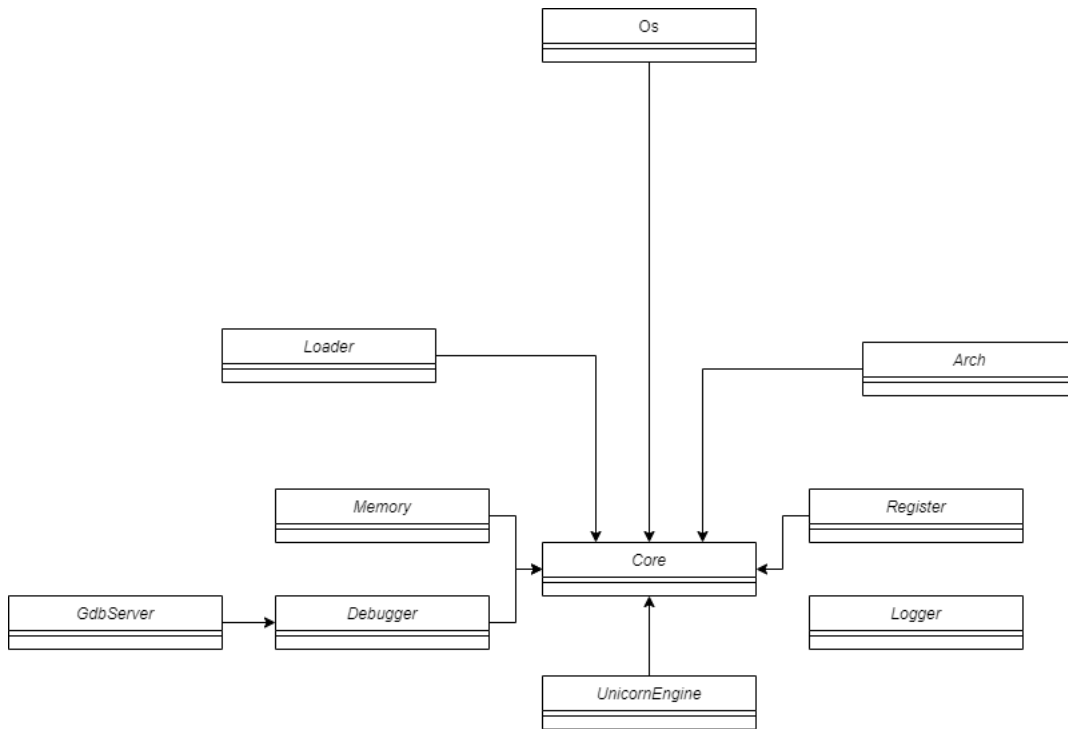 Os
Loader
Arch
Memory
Register
Core
GdbServer
Debugger
Logger
UnicornEngine